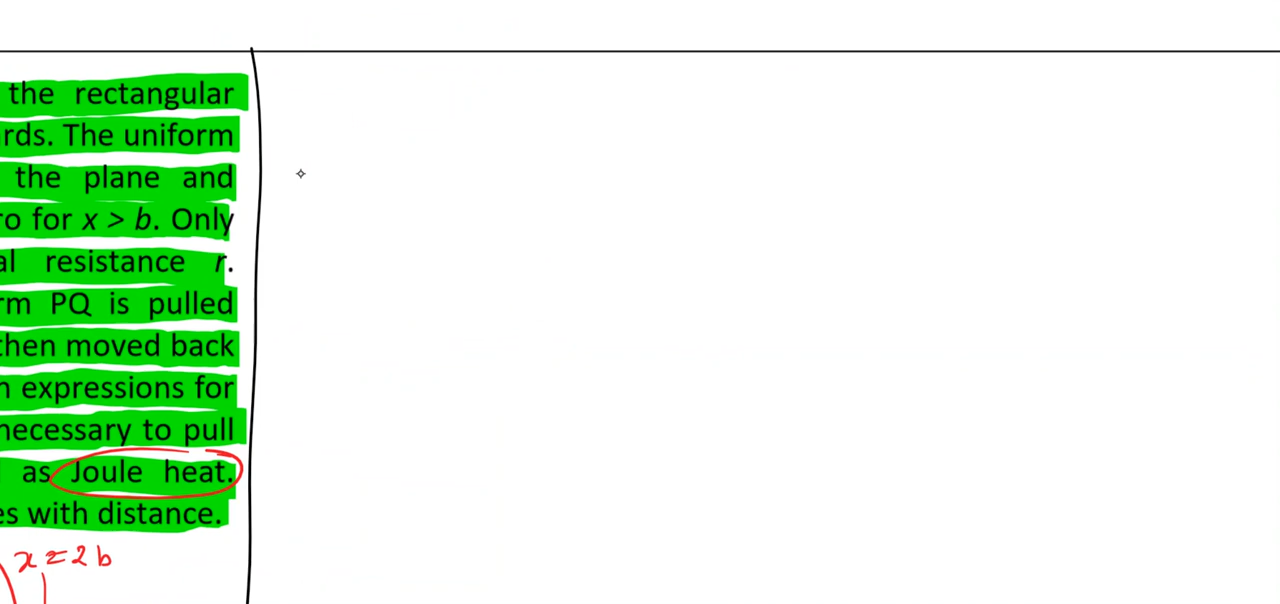 the rectangular
rds. The uniform
the plane and
ro for x > b. Only
al resistance r.
rm PQ is pulled
then moved back
n expressions for
necessary to pull
as Joule heat.
es with distance.
x = 2b